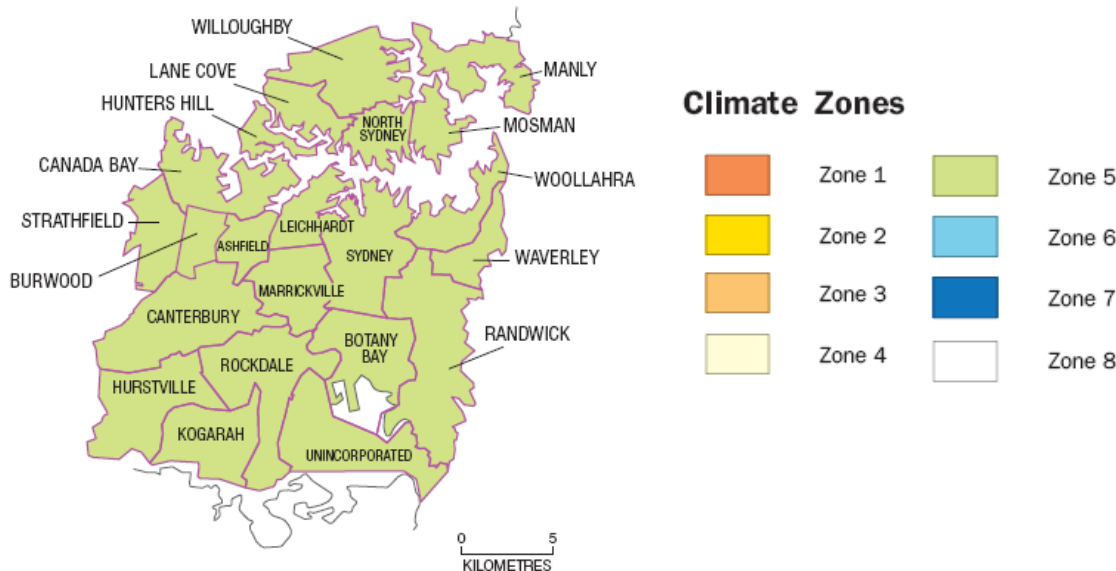 WILLOUGHBY
LANE COVE
MANLY
HUNTERS HILL
NORTH
SYDNEY
MOSMAN
CANADA BAY
WOOLLAHRA
STRATHFIELD
LEICHHARDT
ASHFIELD
SYDNEY
WAVERLEY
BURWOOD
MARRICKVILLE
CANTERBURY
RANDWICK
BOTANY
BAY
ROCKDALE
HURSTVILLE
KOGARAH
UNINCORPORATED
0 5
KILOMETRES
Climate Zones
Zone 1
Zone 2
Zone 3
Zone 4
Zone 5
Zone 6
Zone 7
Zone 8